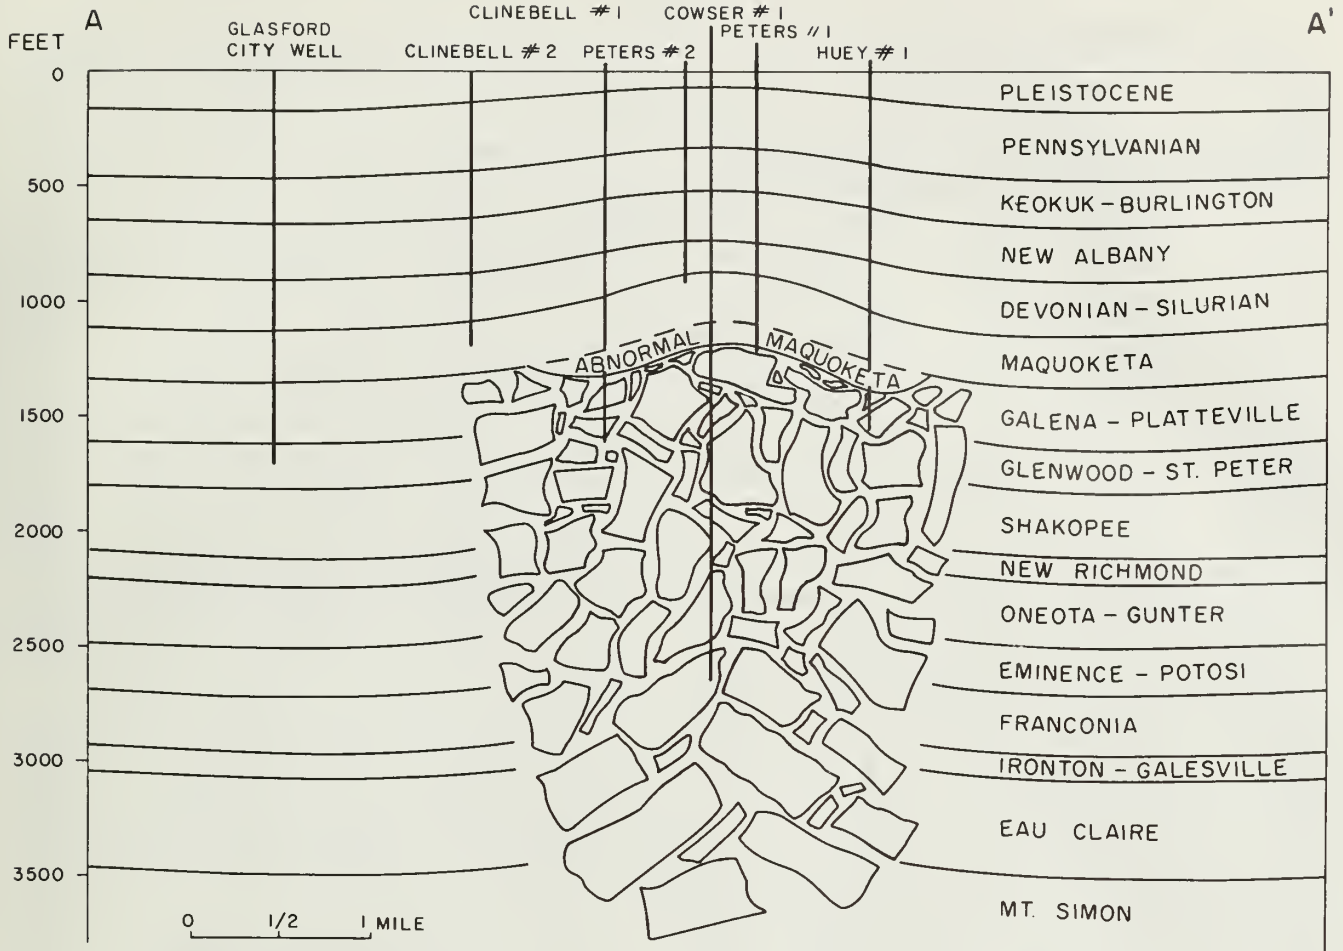 A
A'
CLINEBELL #1
COWSER #1
GLASFORD
CITY WELL
PETERS #1
FEET
CLINEBELL #2
PETERS #2
HUEY #1
0
PLEISTOCENE
PENNSYLVANIAN
500
KEOKUK - BURLINGTON
NEW ALBANY
1000
DEVONIAN - SILURIAN
ABNORMAL MAQUOKETA
MAQUOKETA
1500
GALENA - PLATTEVILLE
GLENWOOD - ST. PETER
2000
SHAKOPEE
NEW RICHMOND
ONEOTA - GUNTER
2500
EMINENCE - POTOSI
FRANCONIA
3000
IRONTON - GALESVILLE
EAU CLAIRE
3500
MT. SIMON
0 1/2 1 MILE